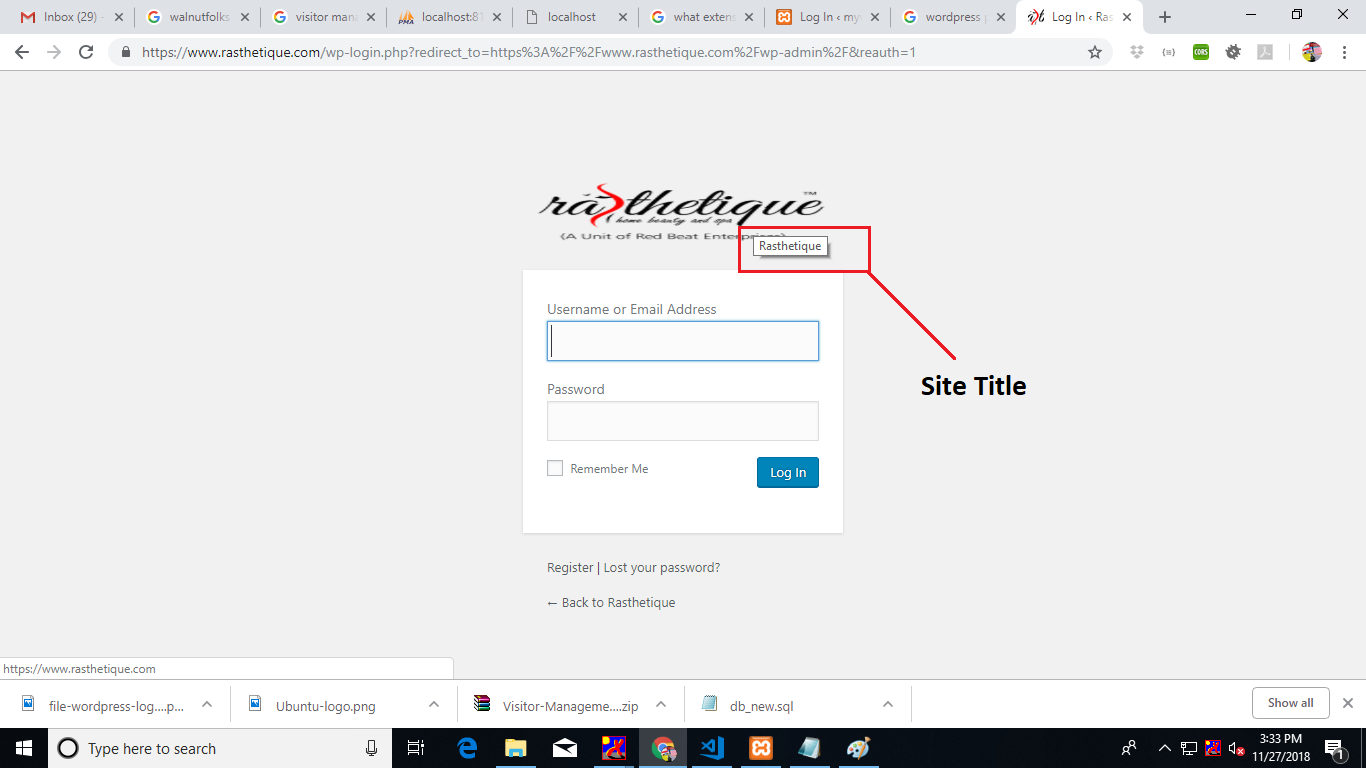 Inbox (29) -
walnutfolks
visitor mana
localhost:81
localhost
what extens
Log In ‹ mys
wordpress p
Log In ‹ Ras
https://www.rasthetique.com/wp-login.php?redirect_to=https%3A%2F%2Fwww.rasthetique.com%2Fwp-admin%2F&reauth=1
CORS
rasthetique™
home beauty and spa
(A Unit of Red Beat Enterprises)
Rasthetique
Username or Email Address
Site Title
Password
Remember Me
Log In
Register | Lost your password?
← Back to Rasthetique
https://www.rasthetique.com
file-wordpress-log....p...
Ubuntu-logo.png
Visitor-Manageme....zip
db_new.sql
Show all
Type here to search
3:33 PM
11/27/2018
1